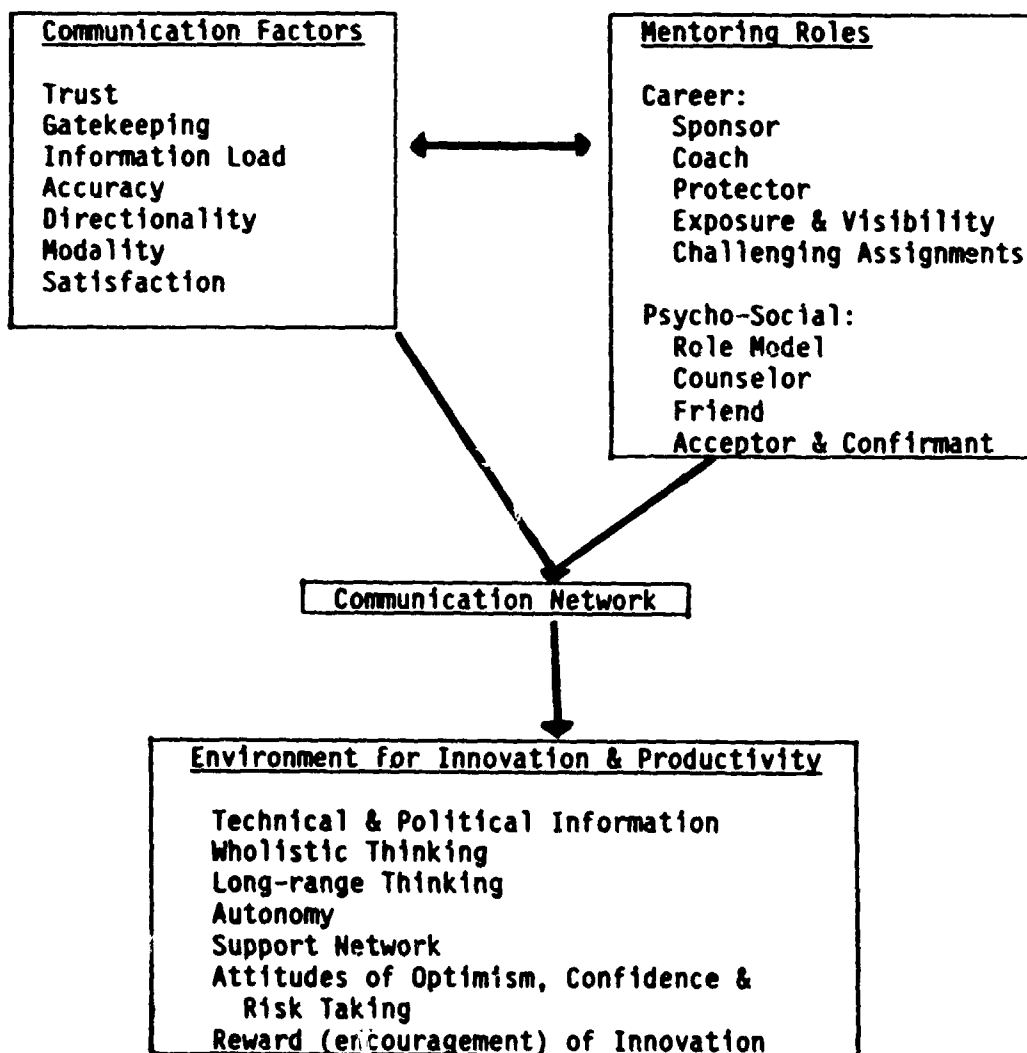 Communication Factors
Trust
Gatekeeping
Information Load
Accuracy
Directionality
Modality
Satisfaction
Mentoring Roles
Career:
Sponsor
Coach
Protector
Exposure & Visibility
Challenging Assignments
Psycho-Social:
Role Model
Counselor
Friend
Acceptor & Confirmant
Communication Network
Environment for Innovation & Productivity
Technical & Political Information
Wholistic Thinking
Long-range Thinking
Autonomy
Support Network
Attitudes of Optimism, Confidence &
Risk Taking
Reward (encouragement) of Innovation